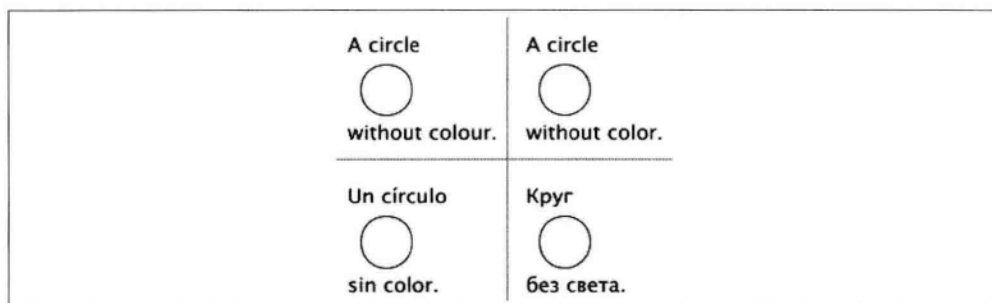 A circle
without colour.
A circle
without color.
Un círculo
sin color.
Круг
без света.